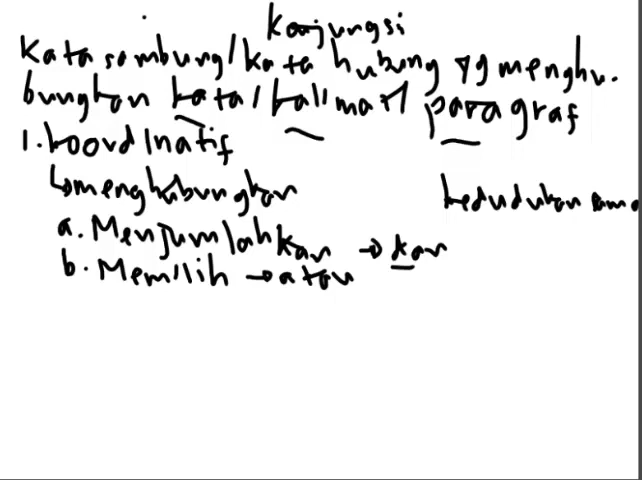 Konjungsi
Kata sambung/kata hubung yg menghu.
bungkan kata/kalimat/paragraf
1. koordinatif
↳menghubungkan kedudukan sama
a. Menjumlahkan → kan
b. Memilih → atau